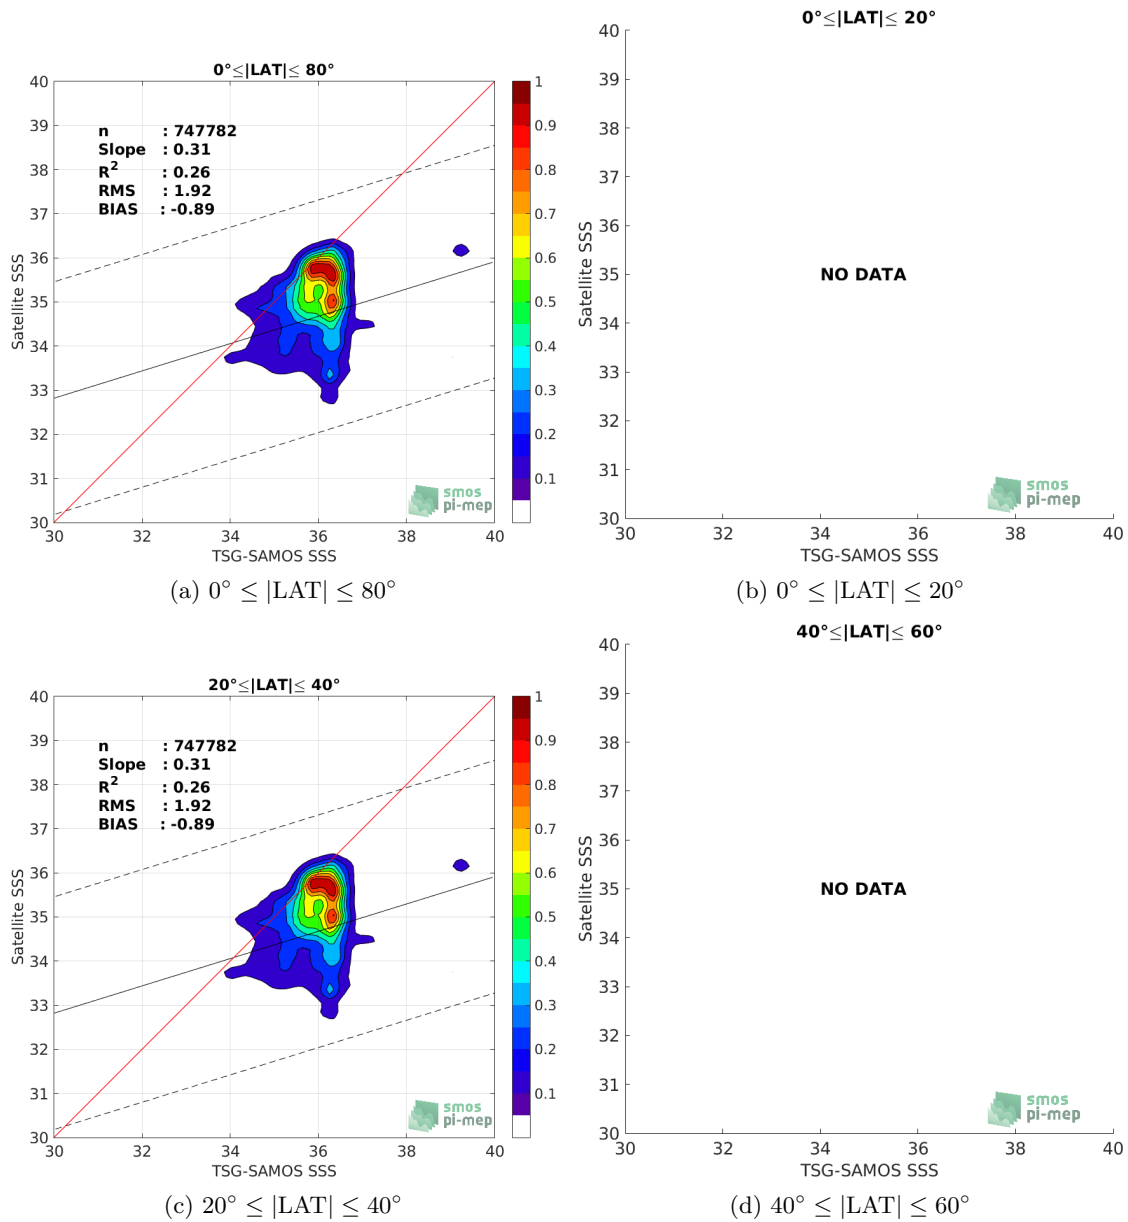 0°≤|LAT|≤ 80°
n : 747782
Slope : 0.31
R² : 0.26
RMS : 1.92
BIAS : -0.89
40
39
38
37
36
35
34
33
32
31
30
Satellite SSS
30 32 34 36 38 40
TSG-SAMOS SSS
1
0.9
0.8
0.7
0.6
0.5
0.4
0.3
0.2
0.1
smos
pi-mep
(a) 0° ≤ |LAT| ≤ 80°
0°≤|LAT|≤ 20°
40
39
38
37
36
35
34
33
32
31
30
Satellite SSS
NO DATA
smos
pi-mep
30 32 34 36 38 40
TSG-SAMOS SSS
(b) 0° ≤ |LAT| ≤ 20°
20°≤|LAT|≤ 40°
n : 747782
Slope : 0.31
R² : 0.26
RMS : 1.92
BIAS : -0.89
40
39
38
37
36
35
34
33
32
31
30
Satellite SSS
30 32 34 36 38 40
TSG-SAMOS SSS
1
0.9
0.8
0.7
0.6
0.5
0.4
0.3
0.2
0.1
smos
pi-mep
(c) 20° ≤ |LAT| ≤ 40°
40°≤|LAT|≤ 60°
40
39
38
37
36
35
34
33
32
31
30
Satellite SSS
NO DATA
smos
pi-mep
30 32 34 36 38 40
TSG-SAMOS SSS
(d) 40° ≤ |LAT| ≤ 60°